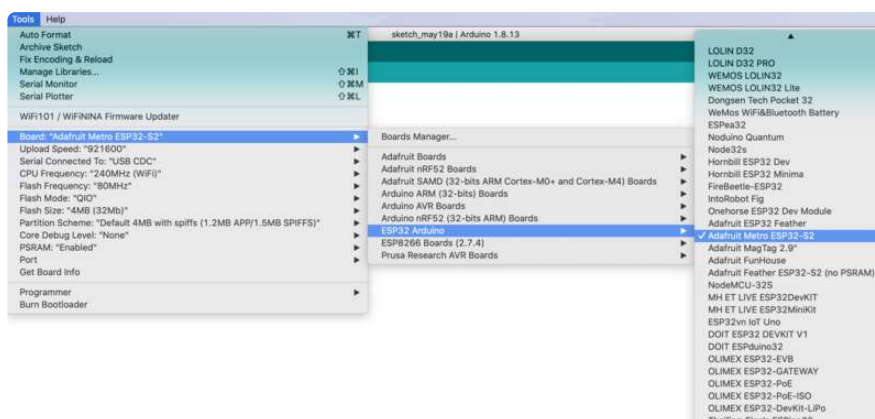 Tools Help
Auto Format ⌘T
Archive Sketch
Fix Encoding & Reload
Manage Libraries... ⇧⌘I
Serial Monitor ⇧⌘M
Serial Plotter ⇧⌘L
WiFi101 / WiFiNINA Firmware Updater
Board: "Adafruit Metro ESP32-S2"
Upload Speed: "921600"
Serial Connected To: "USB CDC"
CPU Frequency: "240MHz (WiFi)"
Flash Frequency: "80MHz"
Flash Mode: "QIO"
Flash Size: "4MB (32Mb)"
Partition Scheme: "Default 4MB with spiffs (1.2MB APP/1.5MB SPIFFS)"
Core Debug Level: "None"
PSRAM: "Enabled"
Port
Get Board Info
Programmer
Burn Bootloader
sketch_may19a | Arduino 1.8.13
Boards Manager...
Adafruit Boards
Adafruit nRF52 Boards
Adafruit SAMD (32-bits ARM Cortex-M0+ and Cortex-M4) Boards
Arduino ARM (32-bits) Boards
Arduino AVR Boards
Arduino nRF52 (32-bits ARM) Boards
ESP32 Arduino
ESP8266 Boards (2.7.4)
Prusa Research AVR Boards
LOLIN D32
LOLIN D32 PRO
WEMOS LOLIN32
WEMOS LOLIN32 Lite
Dongsen Tech Pocket 32
WeMos WiFi&Bluetooth Battery
ESPea32
Noduino Quantum
Node32s
Hornbill ESP32 Dev
Hornbill ESP32 Minima
FireBeetle-ESP32
IntoRobot Fig
Onehorse ESP32 Dev Module
Adafruit ESP32 Feather
✓ Adafruit Metro ESP32-S2
Adafruit MagTag 2.9"
Adafruit FunHouse
Adafruit Feather ESP32-S2 (no PSRAM)
NodeMCU-32S
MH ET LIVE ESP32DevKIT
MH ET LIVE ESP32MiniKit
ESP32vn IoT Uno
DOIT ESP32 DEVKIT V1
DOIT ESPduino32
OLIMEX ESP32-EVB
OLIMEX ESP32-GATEWAY
OLIMEX ESP32-PoE
OLIMEX ESP32-PoE-ISO
OLIMEX ESP32-DevKit-LiPo